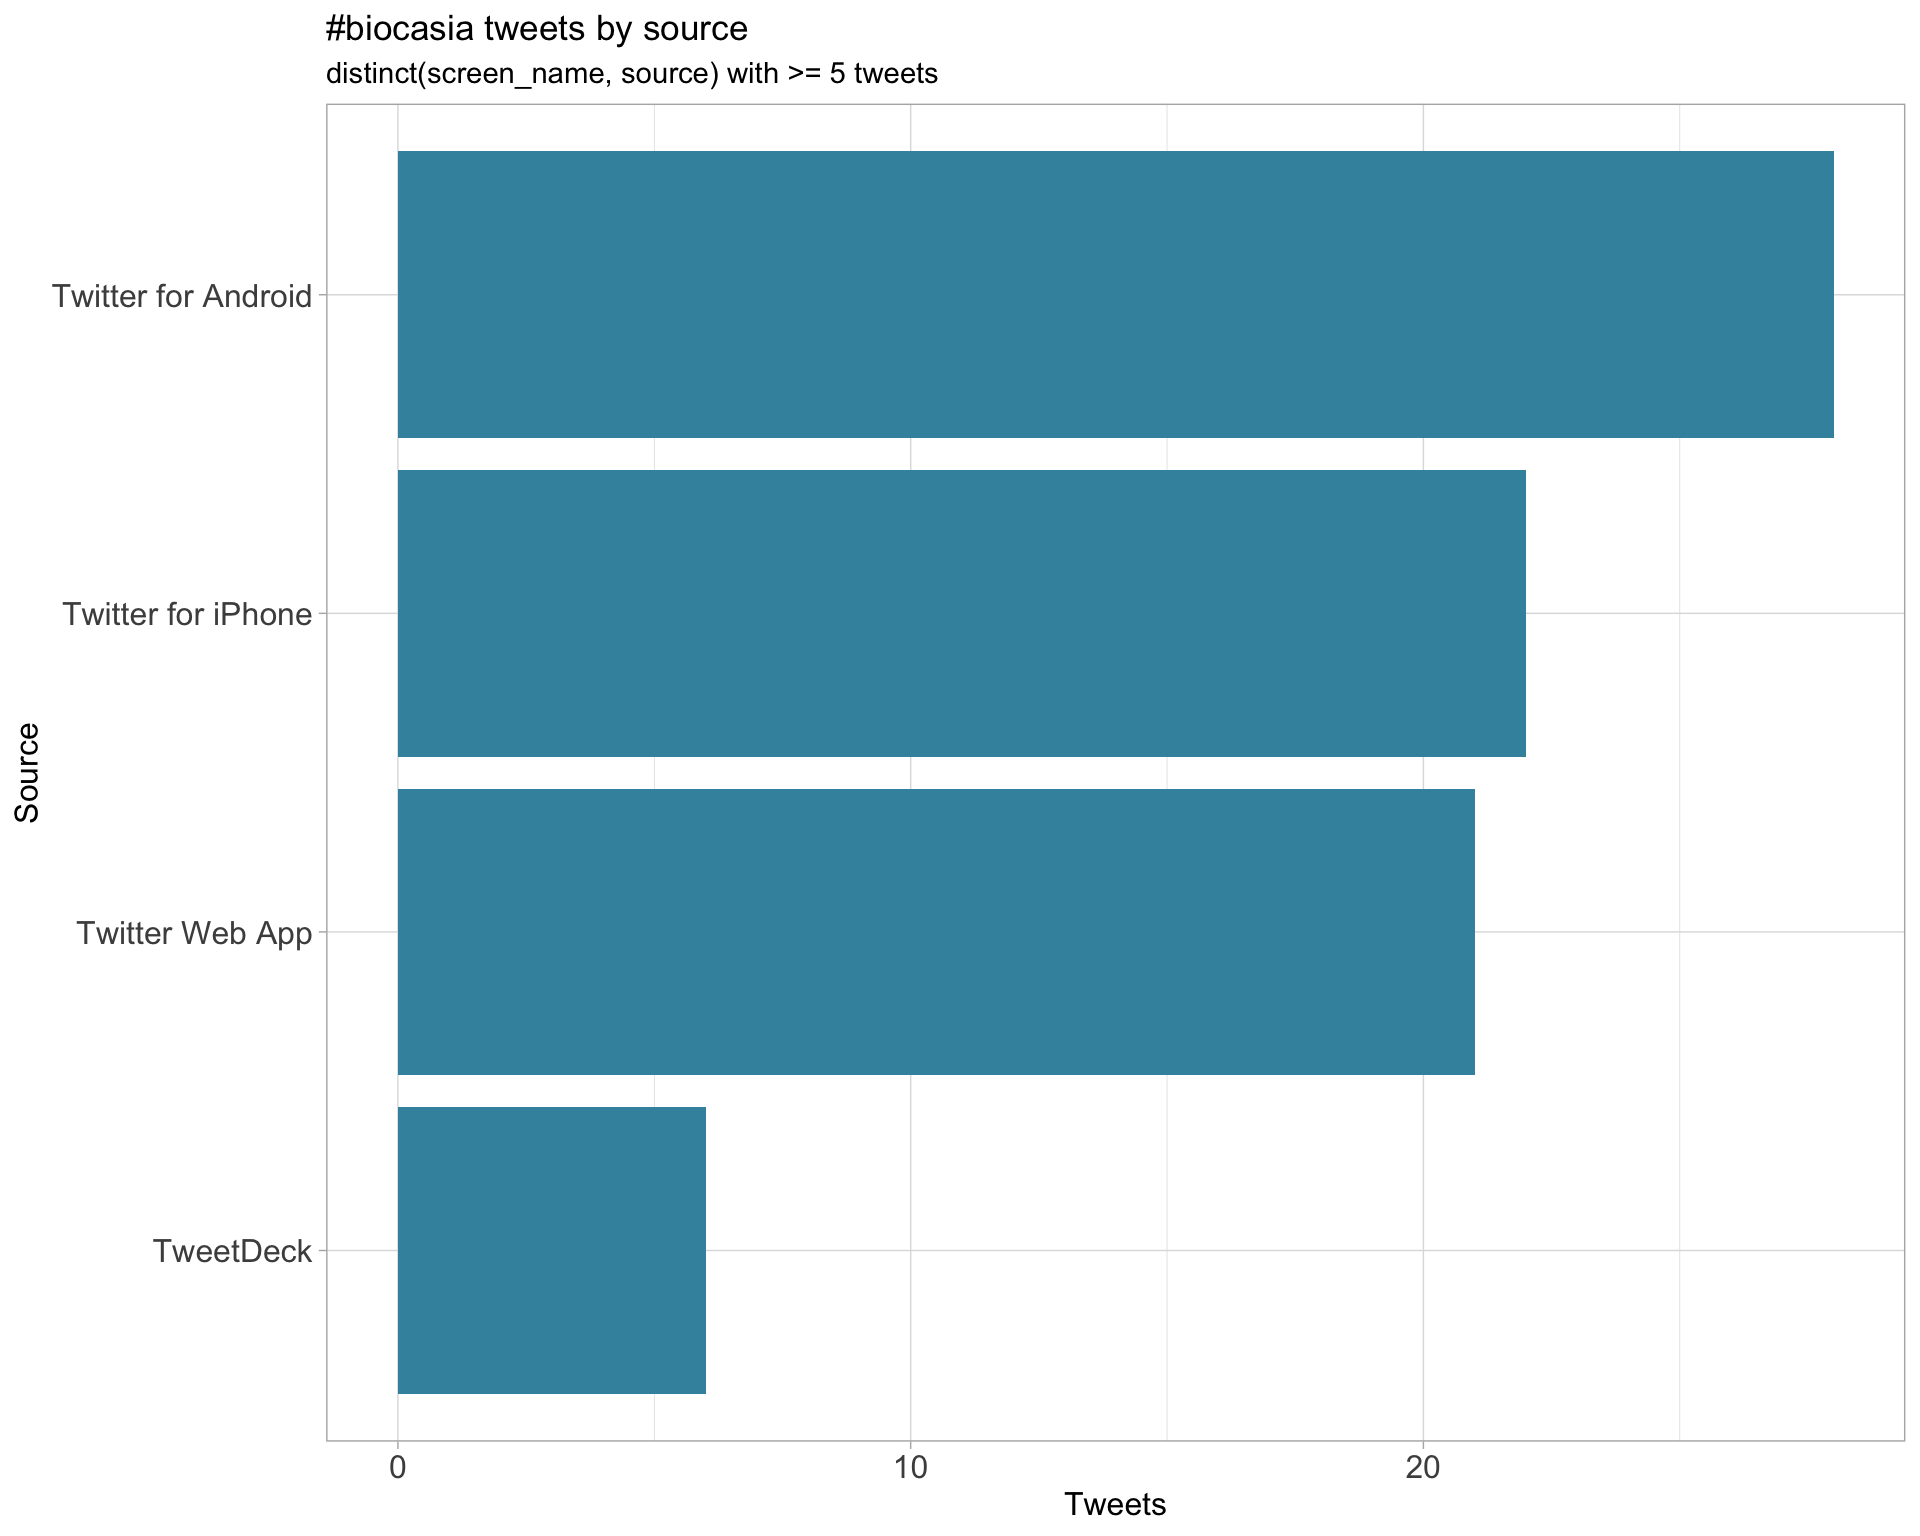 #biocasia tweets by source
distinct(screen_name, source) with >= 5 tweets
Source
Twitter for Android
Twitter for iPhone
Twitter Web App
TweetDeck
0 10 20
Tweets